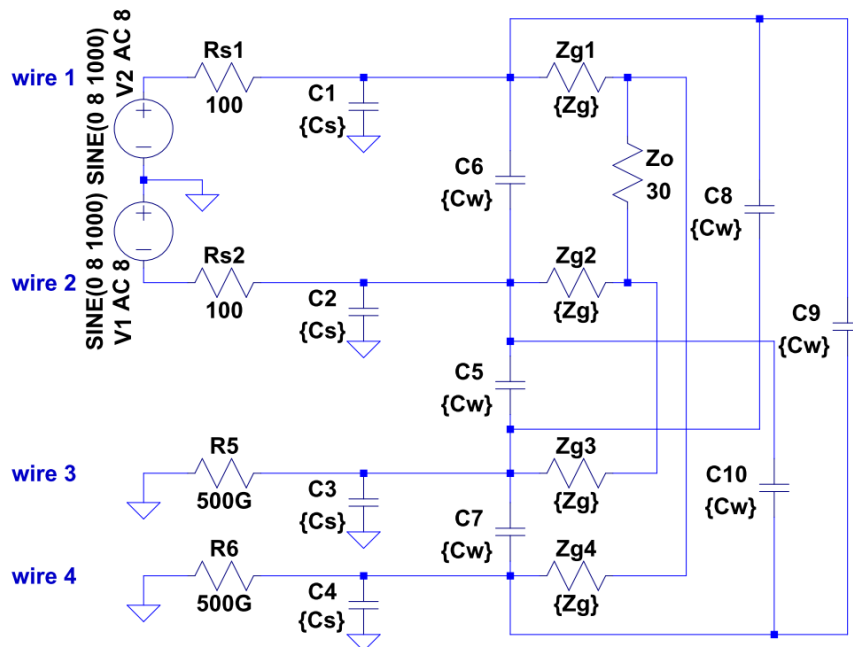 SINE(0 8 1000)
V2 AC 8
SINE(0 8 1000)
V1 AC 8
wire 1
Rs1
100
C1
{Cs}
Zg1
{Zg}
C6
{Cw}
Zo
30
C8
{Cw}
wire 2
Rs2
100
C2
{Cs}
Zg2
{Zg}
C9
{Cw}
C5
{Cw}
wire 3
R5
500G
C3
{Cs}
Zg3
{Zg}
C10
{Cw}
C7
{Cw}
wire 4
R6
500G
C4
{Cs}
Zg4
{Zg}